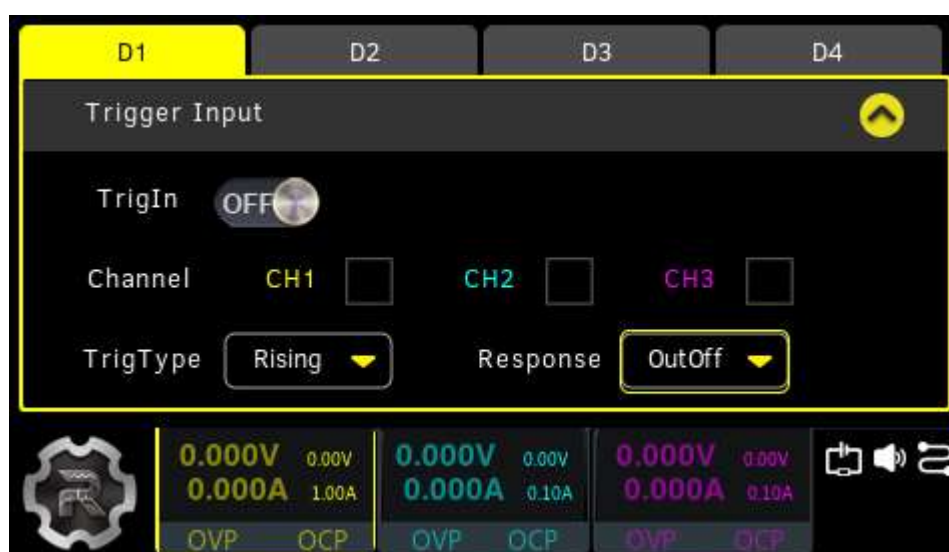 D1 D2 D3 D4
Trigger Input
TrigIn OFF
Channel CH1 CH2 CH3
TrigType Rising Response OutOff
0.000V 0.00V 0.000V 0.00V 0.000V 0.00V
0.000A 1.00A 0.000A 0.10A 0.000A 0.10A
OVP OCP OVP OCP OVP OCP